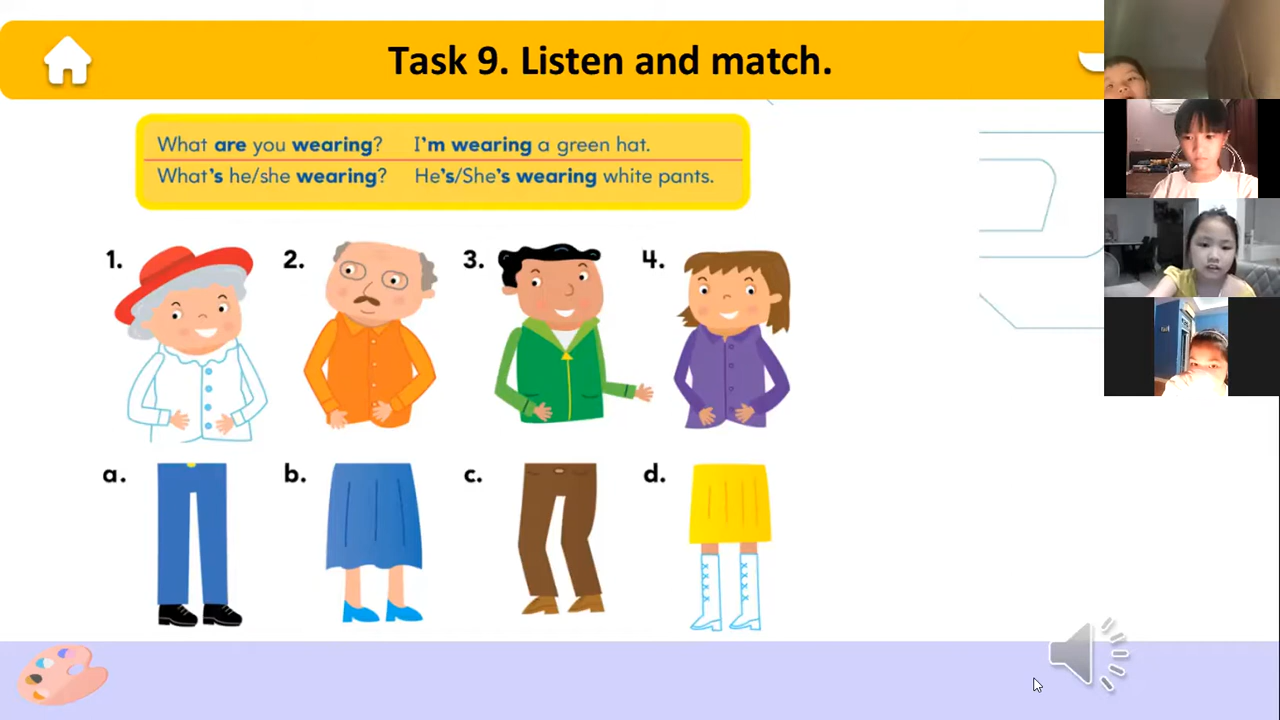 Task 9. Listen and match.
What are you wearing? I'm wearing a green hat.
What's he/she wearing? He's/She's wearing white pants.
1. 2. 3. 4.
a. b. c. d.